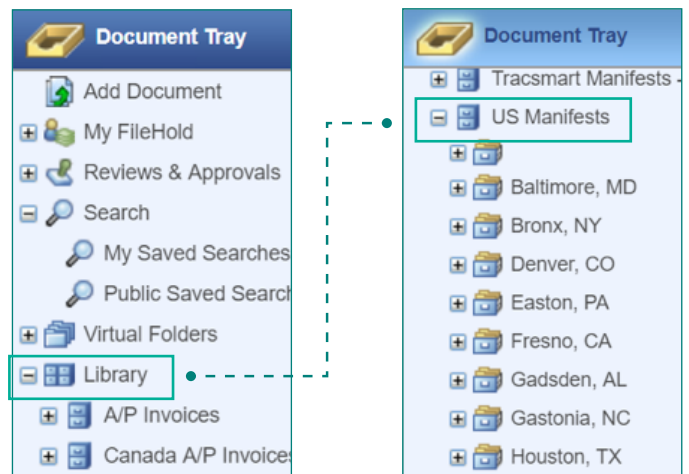 Document Tray
Add Document
My FileHold
Reviews & Approvals
Search
My Saved Searches
Public Saved Search
Virtual Folders
Library
A/P Invoices
Canada A/P Invoices
Document Tray
Tracsmart Manifests -
US Manifests
Baltimore, MD
Bronx, NY
Denver, CO
Easton, PA
Fresno, CA
Gadsden, AL
Gastonia, NC
Houston, TX